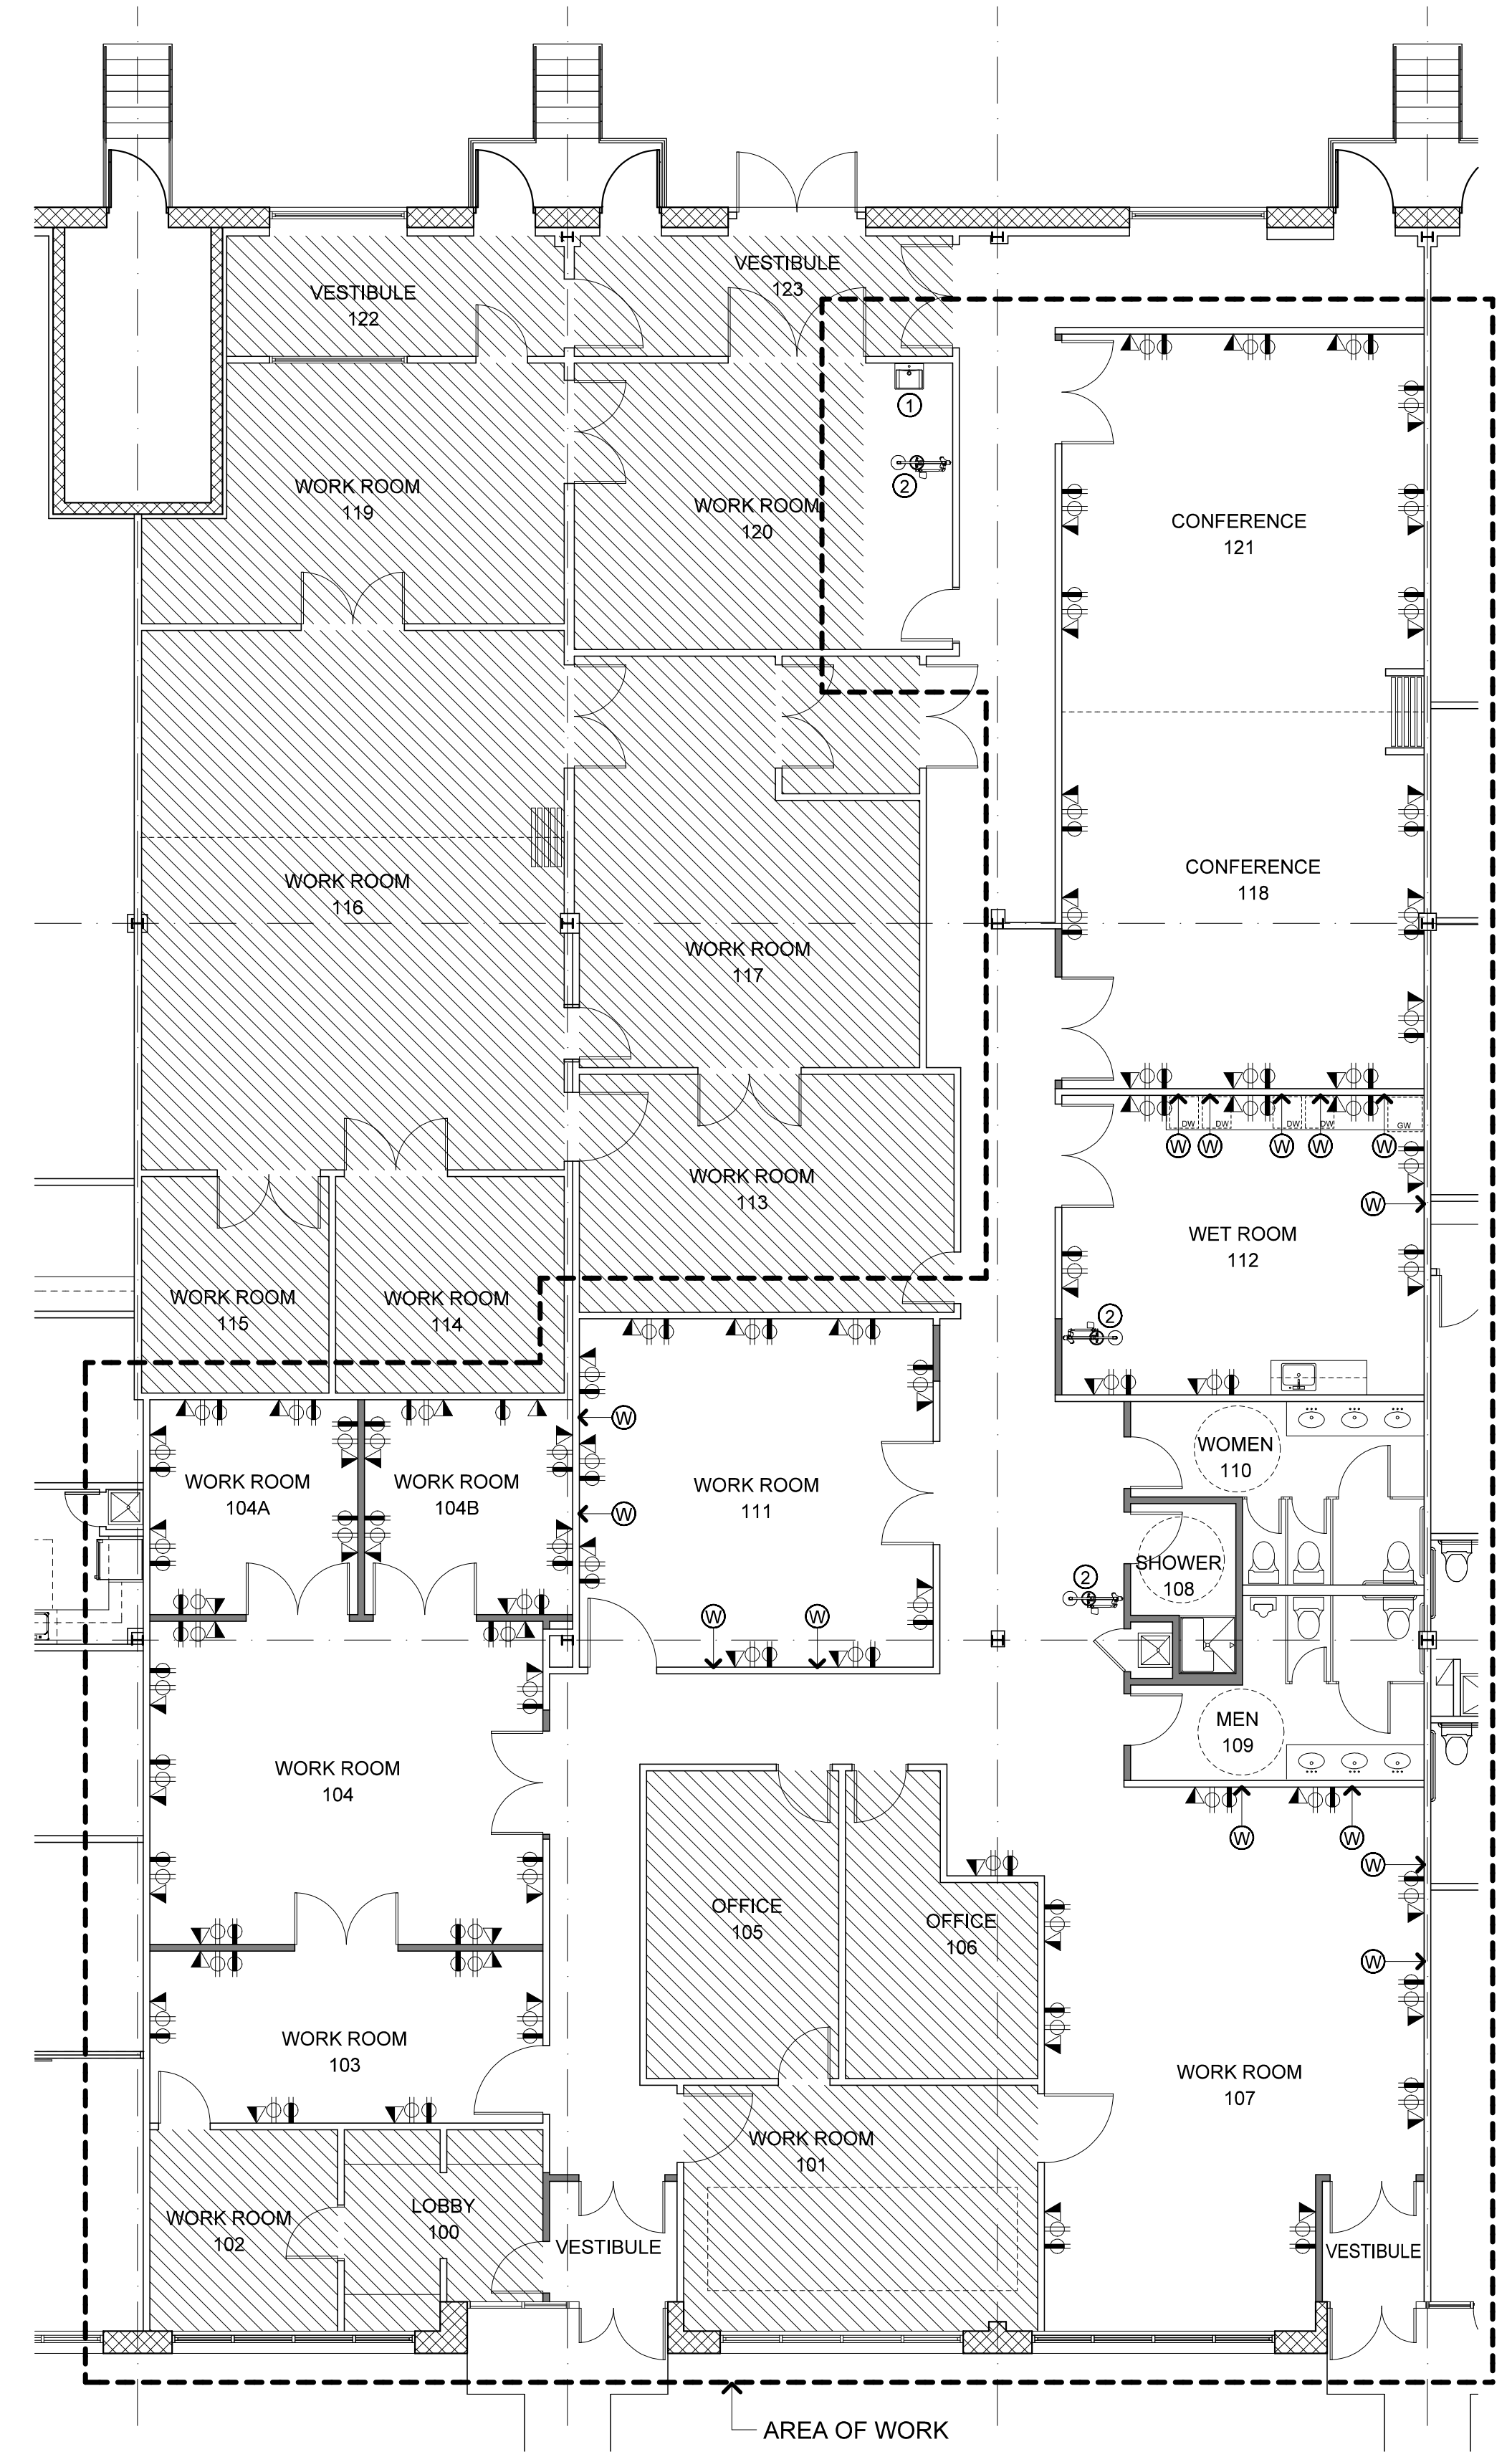 VESTIBULE
123
VESTIBULE
122
1
2
WORK ROOM
119
WORK ROOM
120
CONFERENCE
121
WORK ROOM
116
CONFERENCE
118
WORK ROOM
117
DW
DW
DW
DW
GW
W
W
W
W
W
WORK ROOM
113
W
WET ROOM
112
WORK ROOM
115
WORK ROOM
114
2
W
WOMEN
110
WORK ROOM
104A
WORK ROOM
104B
WORK ROOM
111
W
SHOWER
108
2
W
W
MEN
109
WORK ROOM
104
W
W
W
OFFICE
105
OFFICE
106
W
WORK ROOM
103
WORK ROOM
107
WORK ROOM
101
WORK ROOM
102
LOBBY
100
VESTIBULE
VESTIBULE
AREA OF WORK